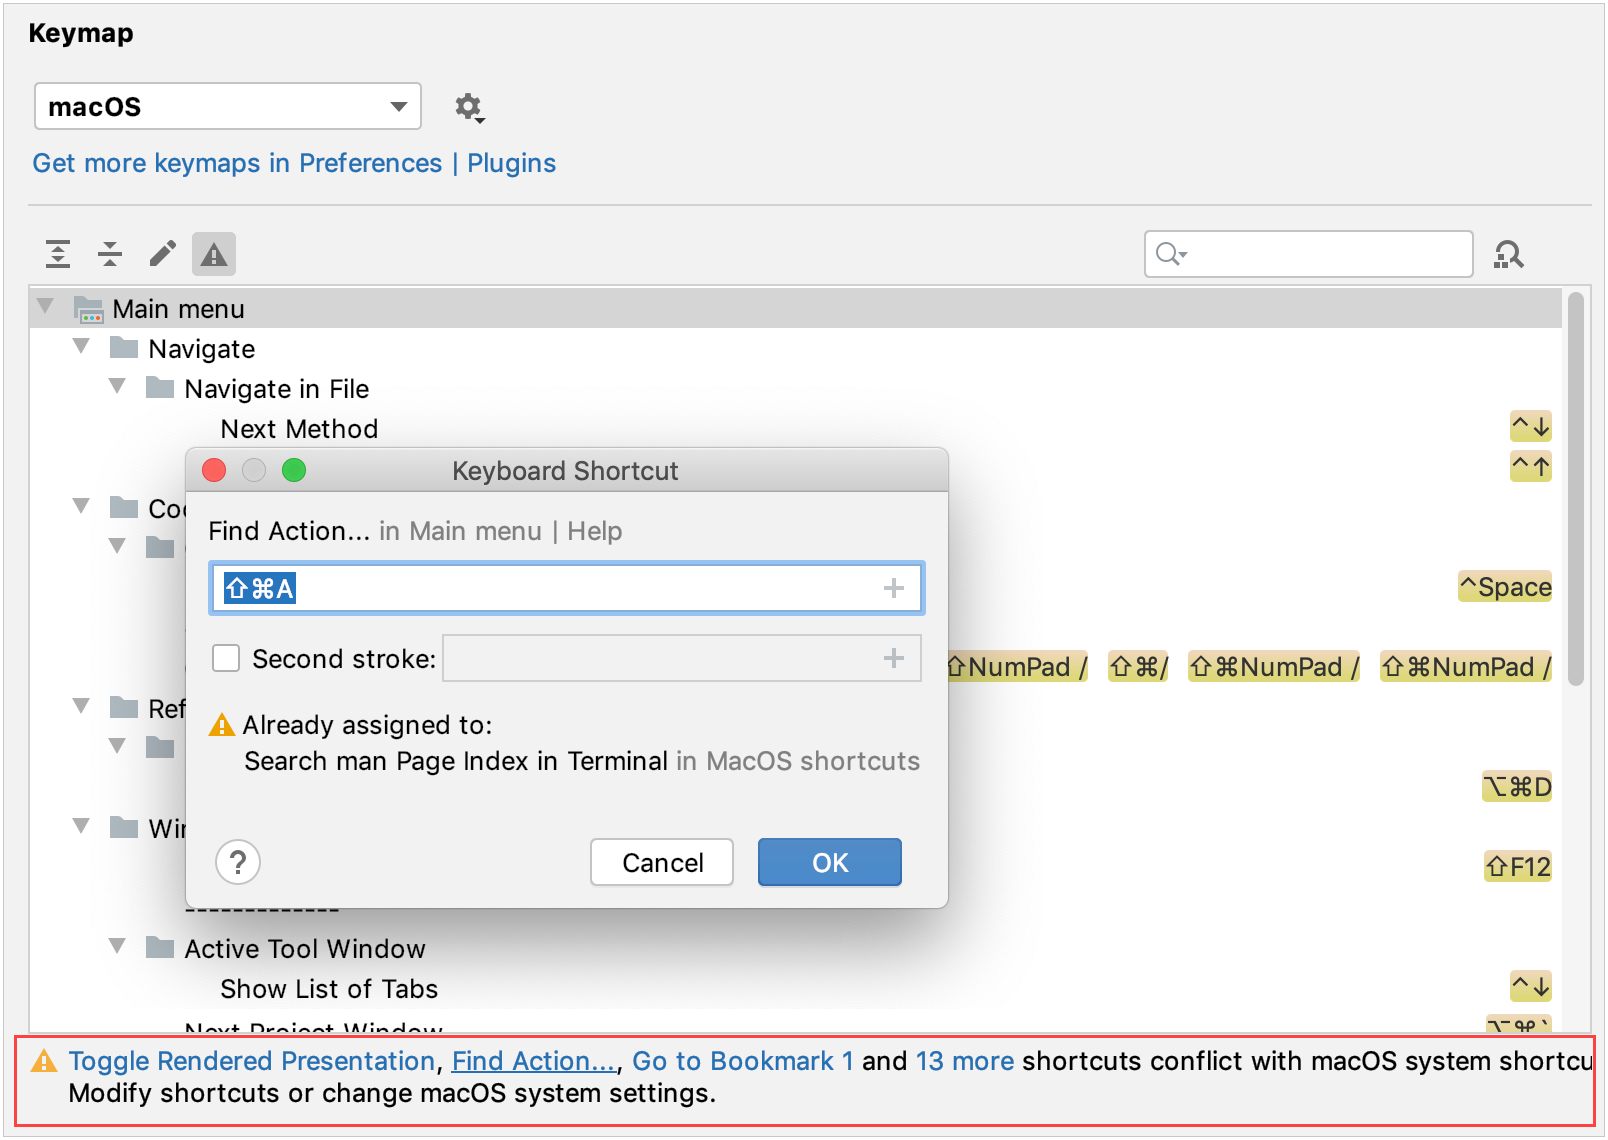 Keymap
macOS
Get more keymaps in Preferences | Plugins
Main menu
Navigate
Navigate in File
Next Method
^↓
^↑
Keyboard Shortcut
Find Action... in Main menu | Help
⇧⌘A
^Space
Second stroke:
⇧NumPad / ⇧⌘/ ⇧⌘NumPad / ⇧⌘NumPad /
Already assigned to:
Search man Page Index in Terminal in MacOS shortcuts
⌥⌘D
? Cancel OK
⇧F12
-------------
Active Tool Window
Show List of Tabs ^↓
Next Project Window ⌥⌘`
Toggle Rendered Presentation, Find Action..., Go to Bookmark 1 and 13 more shortcuts conflict with macOS system shortcu
Modify shortcuts or change macOS system settings.